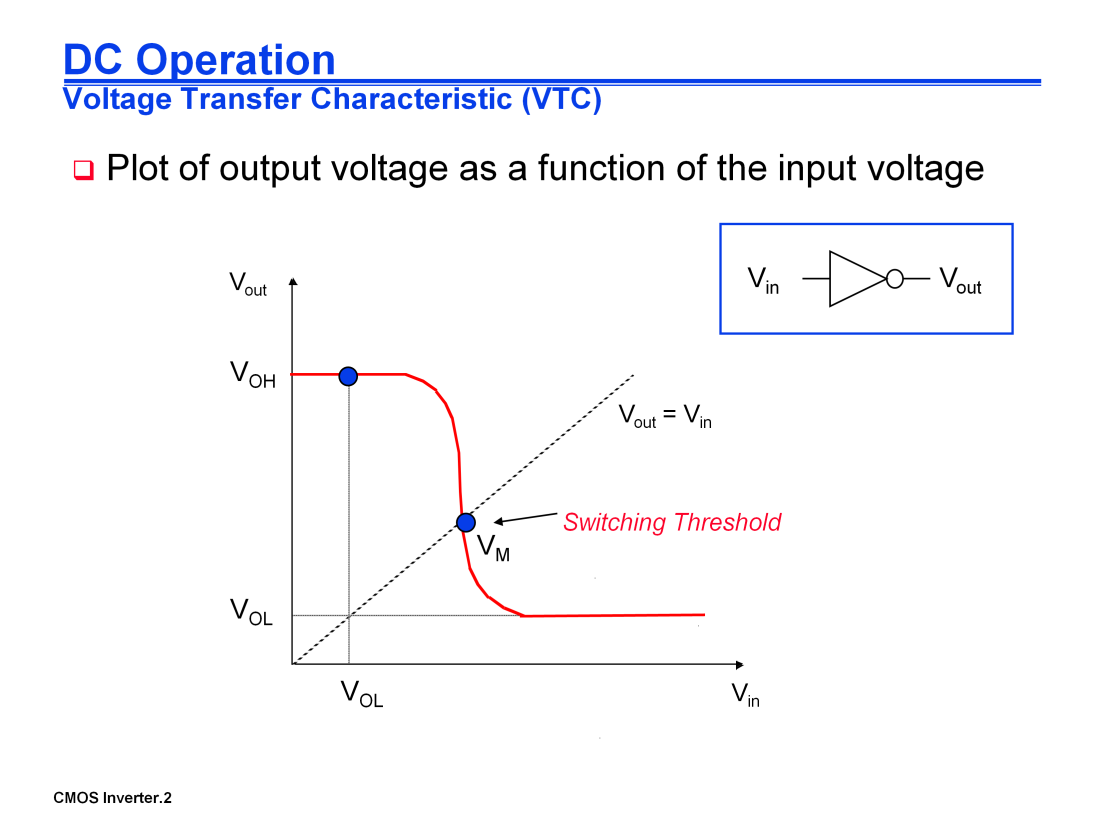 DC Operation
Voltage Transfer Characteristic (VTC)
❑ Plot of output voltage as a function of the input voltage
Vin
Vout
Vout
VOH
Vout = Vin
Switching Threshold
VM
VOL
VOL
Vin
CMOS Inverter.2